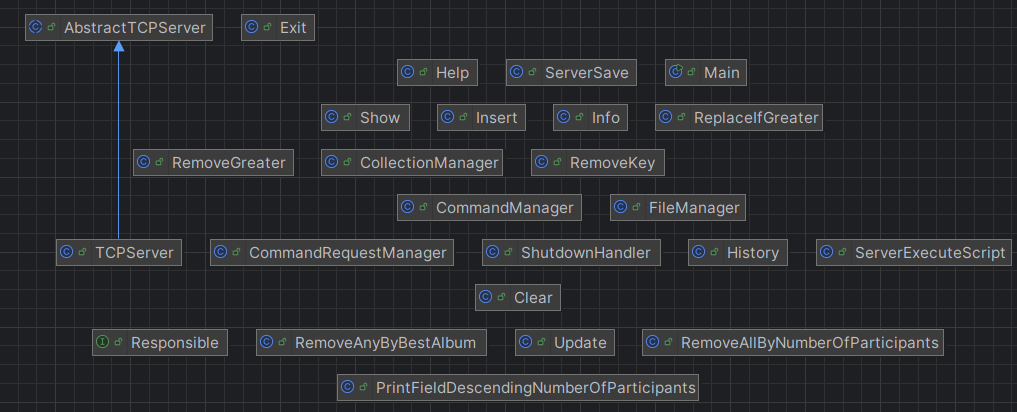 AbstractTCPServer Exit
Help ServerSave Main
Show Insert Info ReplaceIfGreater
RemoveGreater CollectionManager RemoveKey
CommandManager FileManager
TCPServer CommandRequestManager ShutdownHandler History ServerExecuteScript
Clear
Responsible RemoveAnyByBestAlbum Update RemoveAllByNumberOfParticipants
PrintFieldDescendingNumberOfParticipants